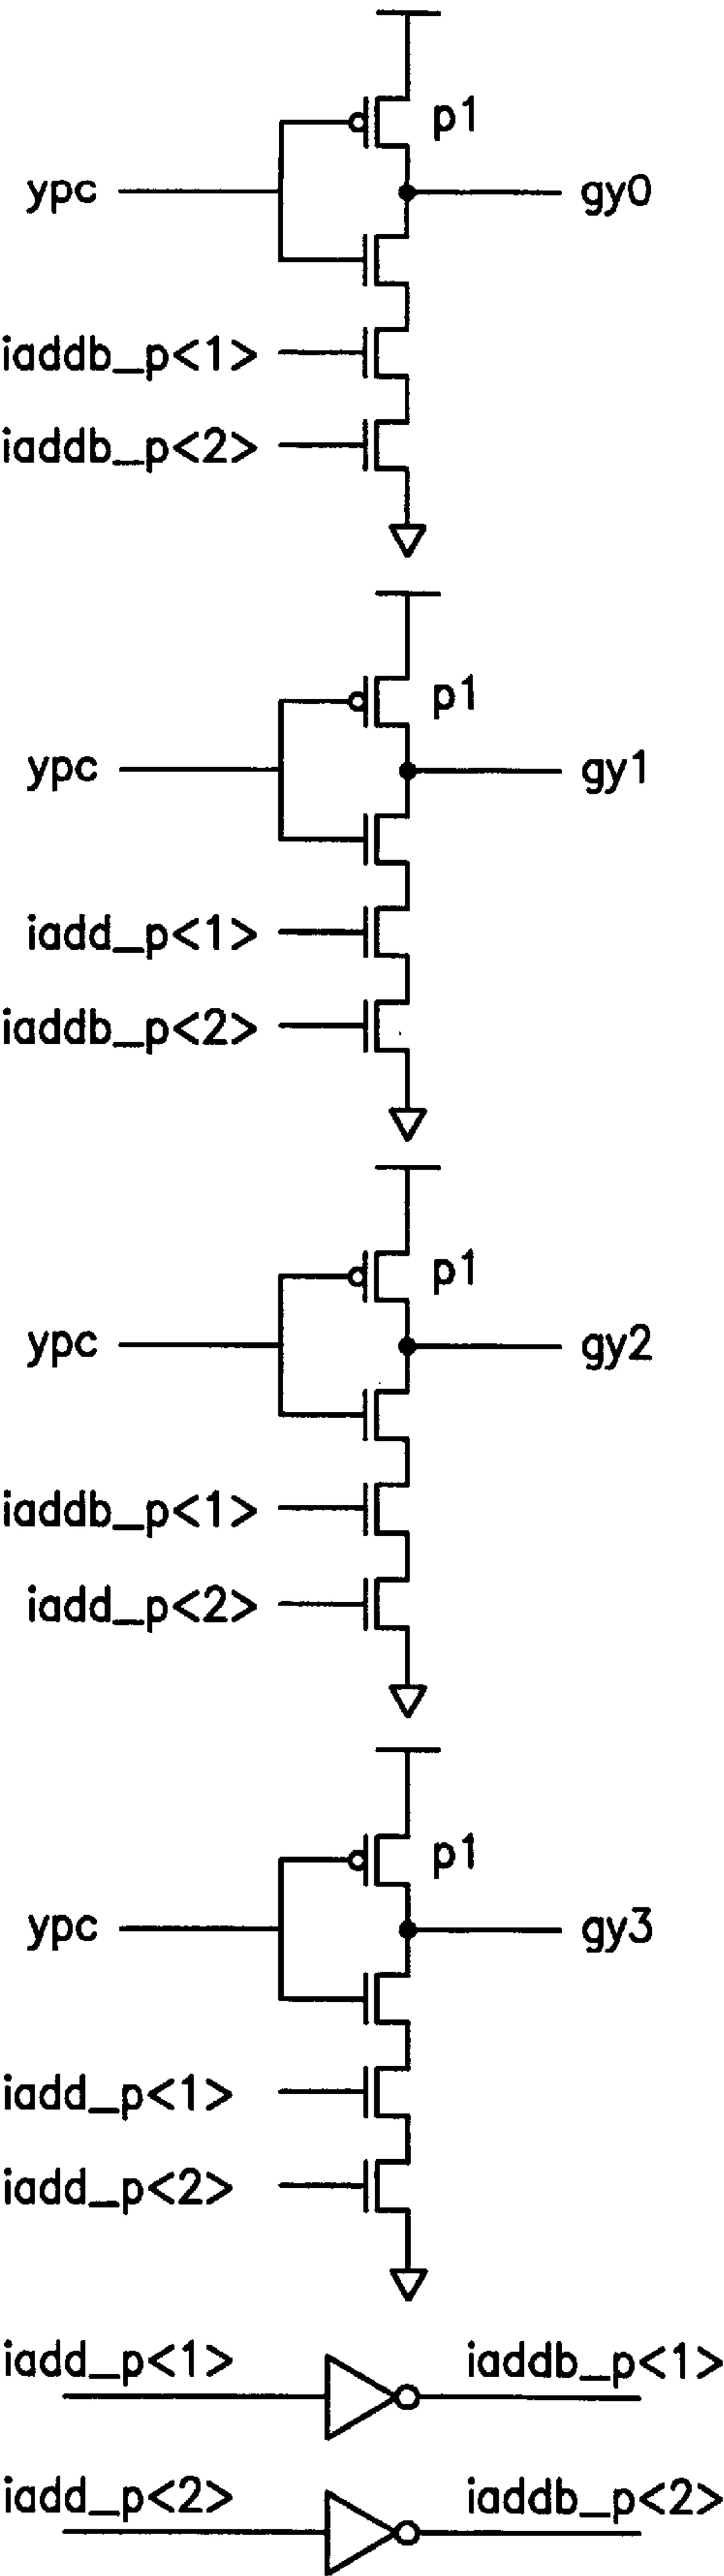 p1
ypc gy0
iaddb_p<1>
iaddb_p<2>
p1
ypc gy1
iadd_p<1>
iaddb_p<2>
p1
ypc gy2
iaddb_p<1>
iadd_p<2>
p1
ypc gy3
iadd_p<1>
iadd_p<2>
iadd_p<1> iaddb_p<1>
iadd_p<2> iaddb_p<2>